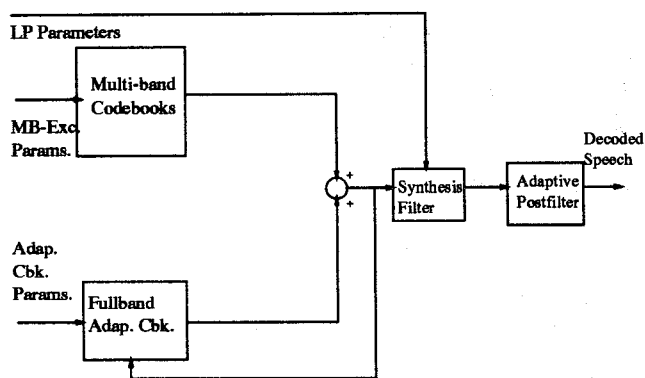 LP Parameters
Multi-band
Codebooks
MB-Exc.
Params.
Decoded
Speech
+
+
Synthesis
Filter
Adaptive
Postfilter
Adap.
Cbk.
Params.
Fullband
Adap. Cbk.